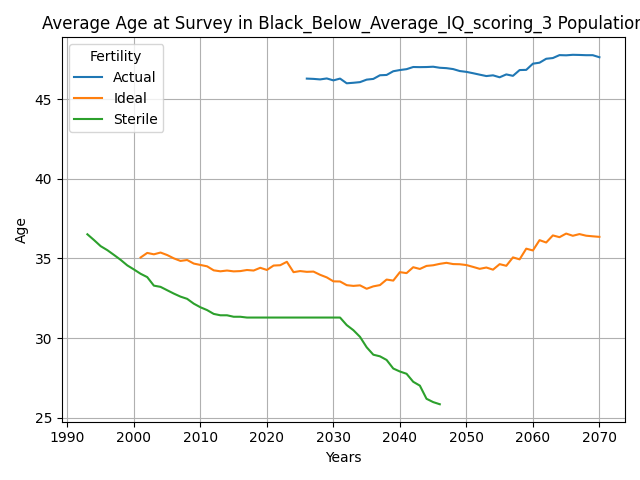 Average Age at Survey in Black_Below_Average_IQ_scoring_3 Population
Fertility
Actual
Ideal
Sterile
Age
45
40
35
30
25
1990 2000 2010 2020 2030 2040 2050 2060 2070
Years